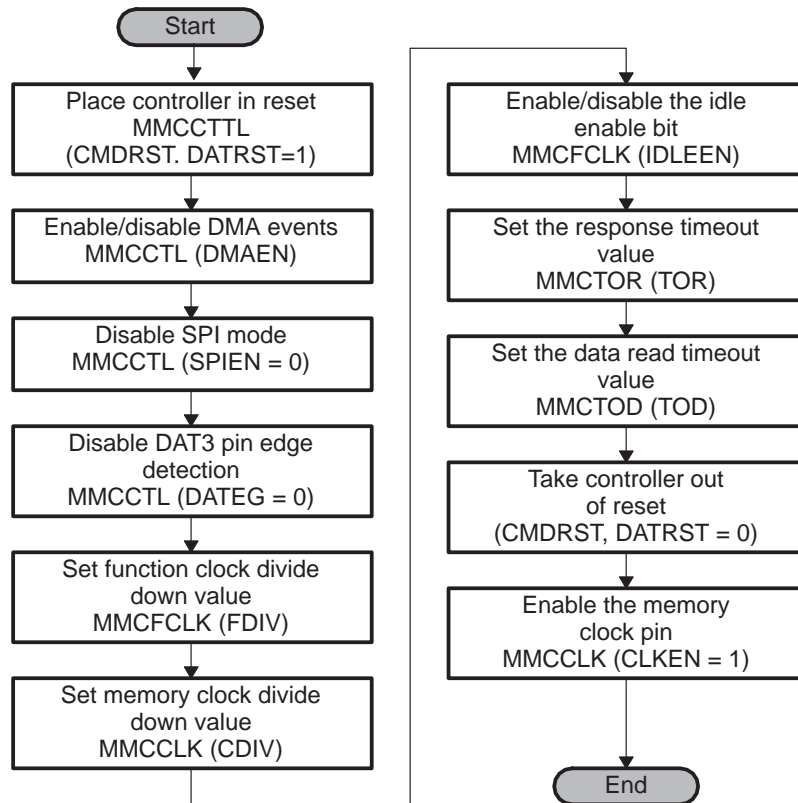 Start
Place controller in reset
MMCCTTL
(CMDRST. DATRST=1)
Enable/disable DMA events
MMCCTL (DMAEN)
Disable SPI mode
MMCCTL (SPIEN = 0)
Disable DAT3 pin edge
detection
MMCCTL (DATEG = 0)
Set function clock divide
down value
MMCFCLK (FDIV)
Set memory clock divide
down value
MMCCLK (CDIV)
Enable/disable the idle
enable bit
MMCFCLK (IDLEEN)
Set the response timeout
value
MMCTOR (TOR)
Set the data read timeout
value
MMCTOD (TOD)
Take controller out
of reset
(CMDRST, DATRST = 0)
Enable the memory
clock pin
MMCCLK (CLKEN = 1)
End